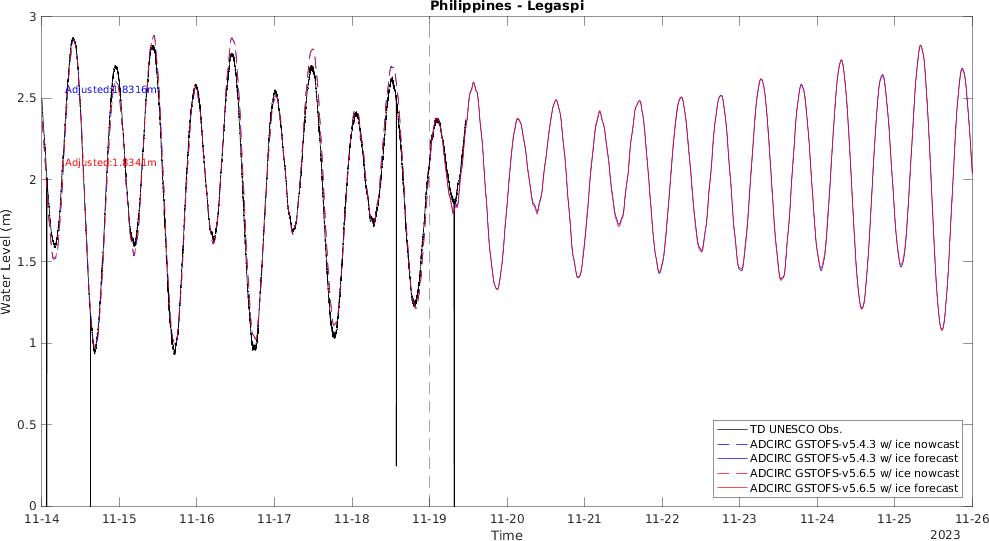 Philippines - Legaspi
3
2.5
2
1.5
1
0.5
0
Water Level (m)
Adjusted:1.8316m
Adjusted:1.8341m
TD UNESCO Obs.
ADCIRC GSTOFS-v5.4.3 w/ ice nowcast
ADCIRC GSTOFS-v5.4.3 w/ ice forecast
ADCIRC GSTOFS-v5.6.5 w/ ice nowcast
ADCIRC GSTOFS-v5.6.5 w/ ice forecast
11-14 11-15 11-16 11-17 11-18 11-19 11-20 11-21 11-22 11-23 11-24 11-25 11-26
Time
2023